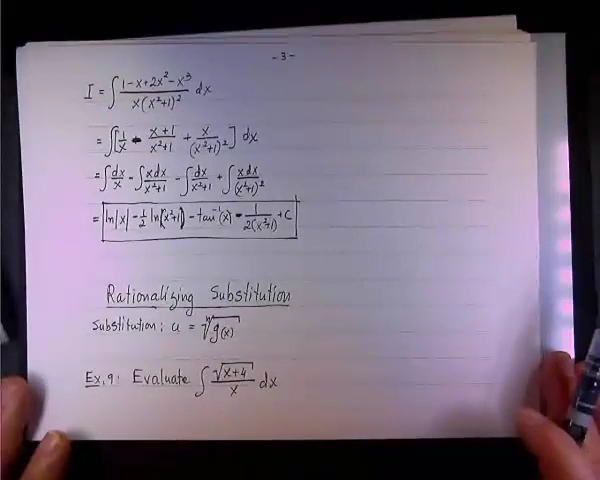 -3-
I = ∫ (1-x+2x²-x³)/(x(x²+1)²) dx
= ∫[1/x - (x+1)/(x²+1) + x/(x²+1)²] dx
= ∫dx/x - ∫xdx/(x²+1) - ∫dx/(x²+1) + ∫xdx/(x²+1)²
= ln|x| - ½ ln(x²+1) - tan⁻¹(x) - 1/(2(x²+1)) + C
Rationalizing Substitution
Substitution: u = ⁿ√g(x)
Ex.9: Evaluate ∫ √(x+4)/x dx